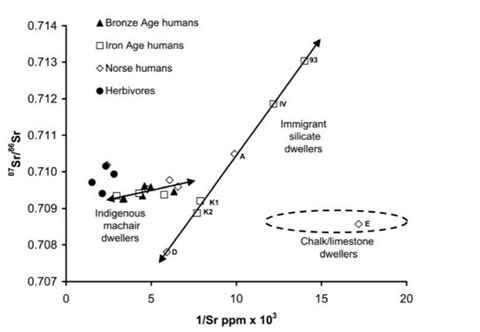 0.714
0.713
0.712
0.711
0.710
0.709
0.708
0.707
87Sr/86Sr
▲ Bronze Age humans
□ Iron Age humans
◇ Norse humans
● Herbivores
93
IV
A
K1
K2
D
E
Immigrant
silicate
dwellers
Indigenous
machair
dwellers
Chalk/limestone
dwellers
0 5 10 15 20
1/Sr ppm x 10³